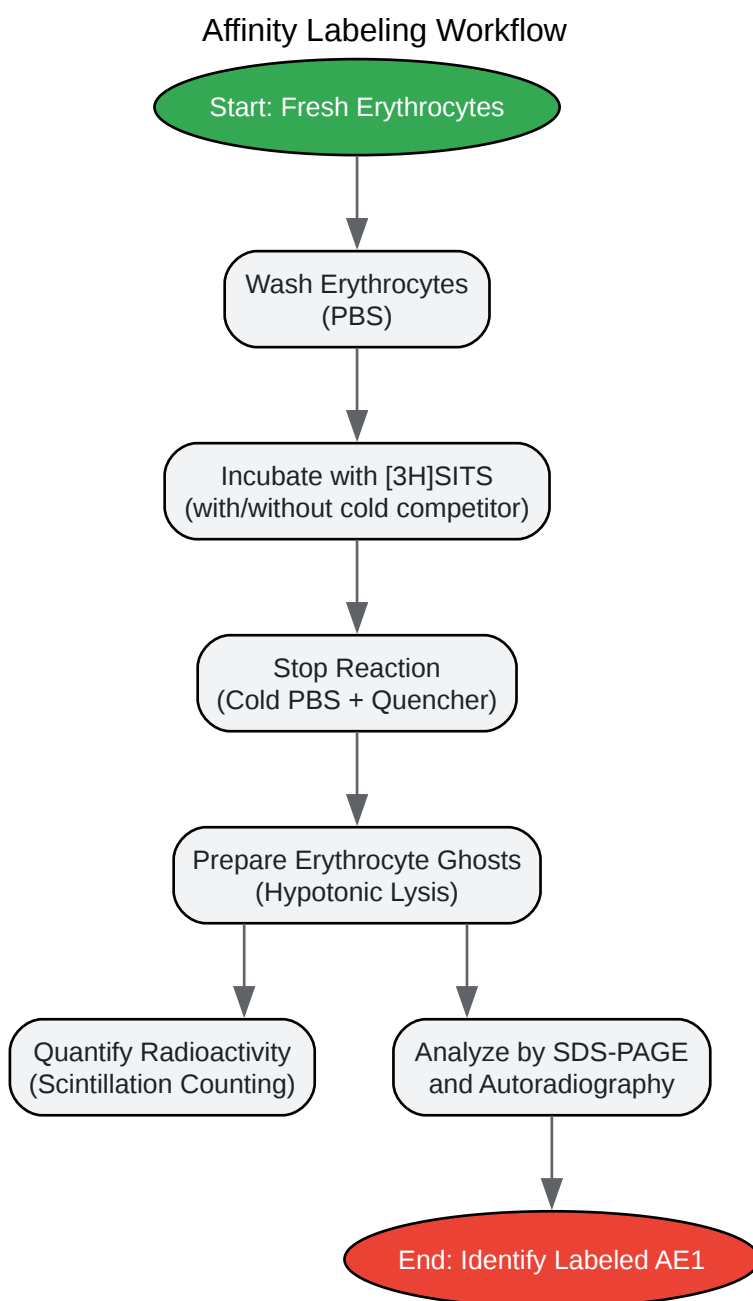 Affinity Labeling Workflow
Start: Fresh Erythrocytes
Wash Erythrocytes
(PBS)
Incubate with [3H]SITS
(with/without cold competitor)
Stop Reaction
(Cold PBS + Quencher)
Prepare Erythrocyte Ghosts
(Hypotonic Lysis)
Quantify Radioactivity
(Scintillation Counting)
Analyze by SDS-PAGE
and Autoradiography
End: Identify Labeled AE1